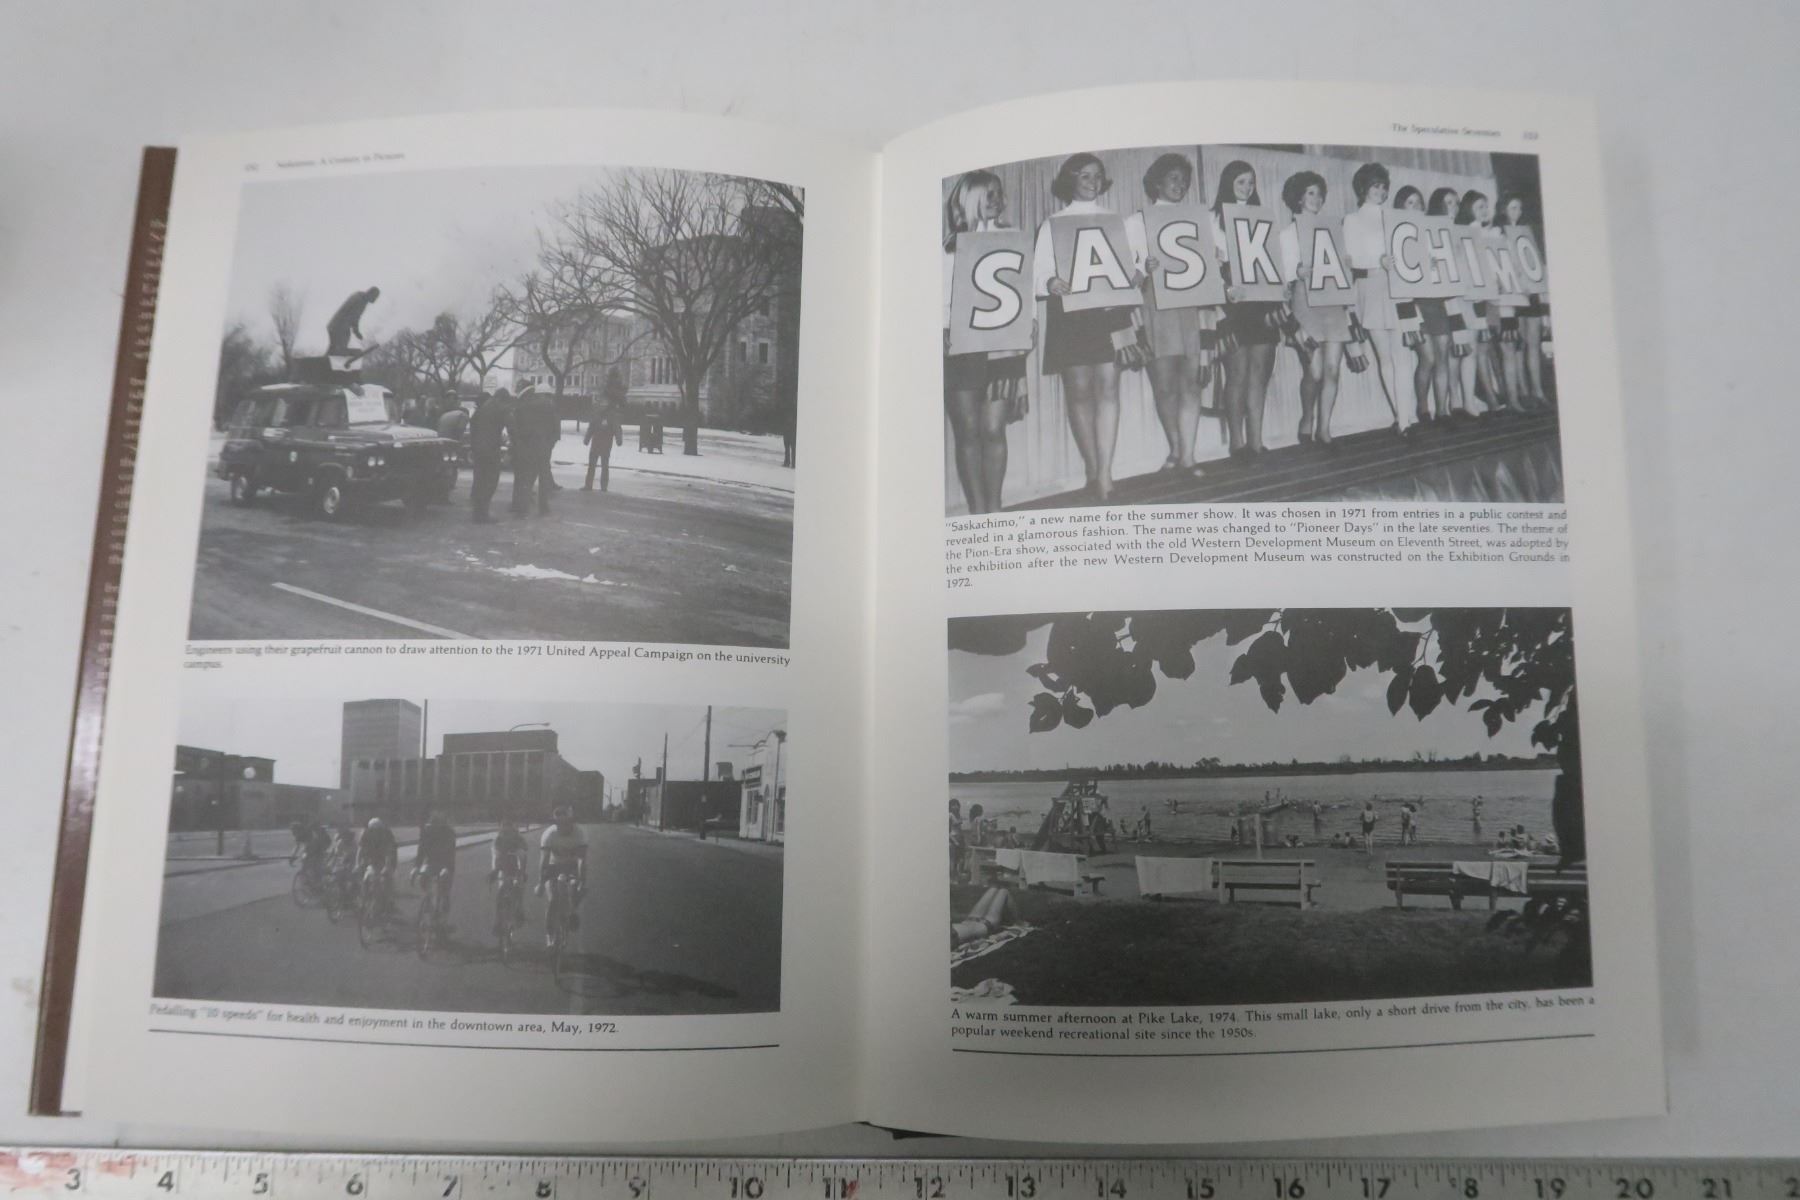 A Century in Pictures
Engineers using their grapefruit cannon to draw attention to the 1971 United Appeal Campaign on the university
campus.
Pedalling "10 speeds" for health and enjoyment in the downtown area, May, 1972.
The Speculative Seventies
SASKACHIMO
"Saskachimo," a new name for the summer show. It was chosen in 1971 from entries in a public contest and
revealed in a glamorous fashion. The name was changed to "Pioneer Days" in the late seventies. The theme of
the Pion-Era show, associated with the old Western Development Museum on Eleventh Street, was adopted by
the exhibition after the new Western Development Museum was constructed on the Exhibition Grounds in
1972.
A warm summer afternoon at Pike Lake, 1974. This small lake, only a short drive from the city, has been a
popular weekend recreational site since the 1950s.
3 4 5 6 7 8 9 10 11 12 13 14 15 16 17 8 19 20 21 2